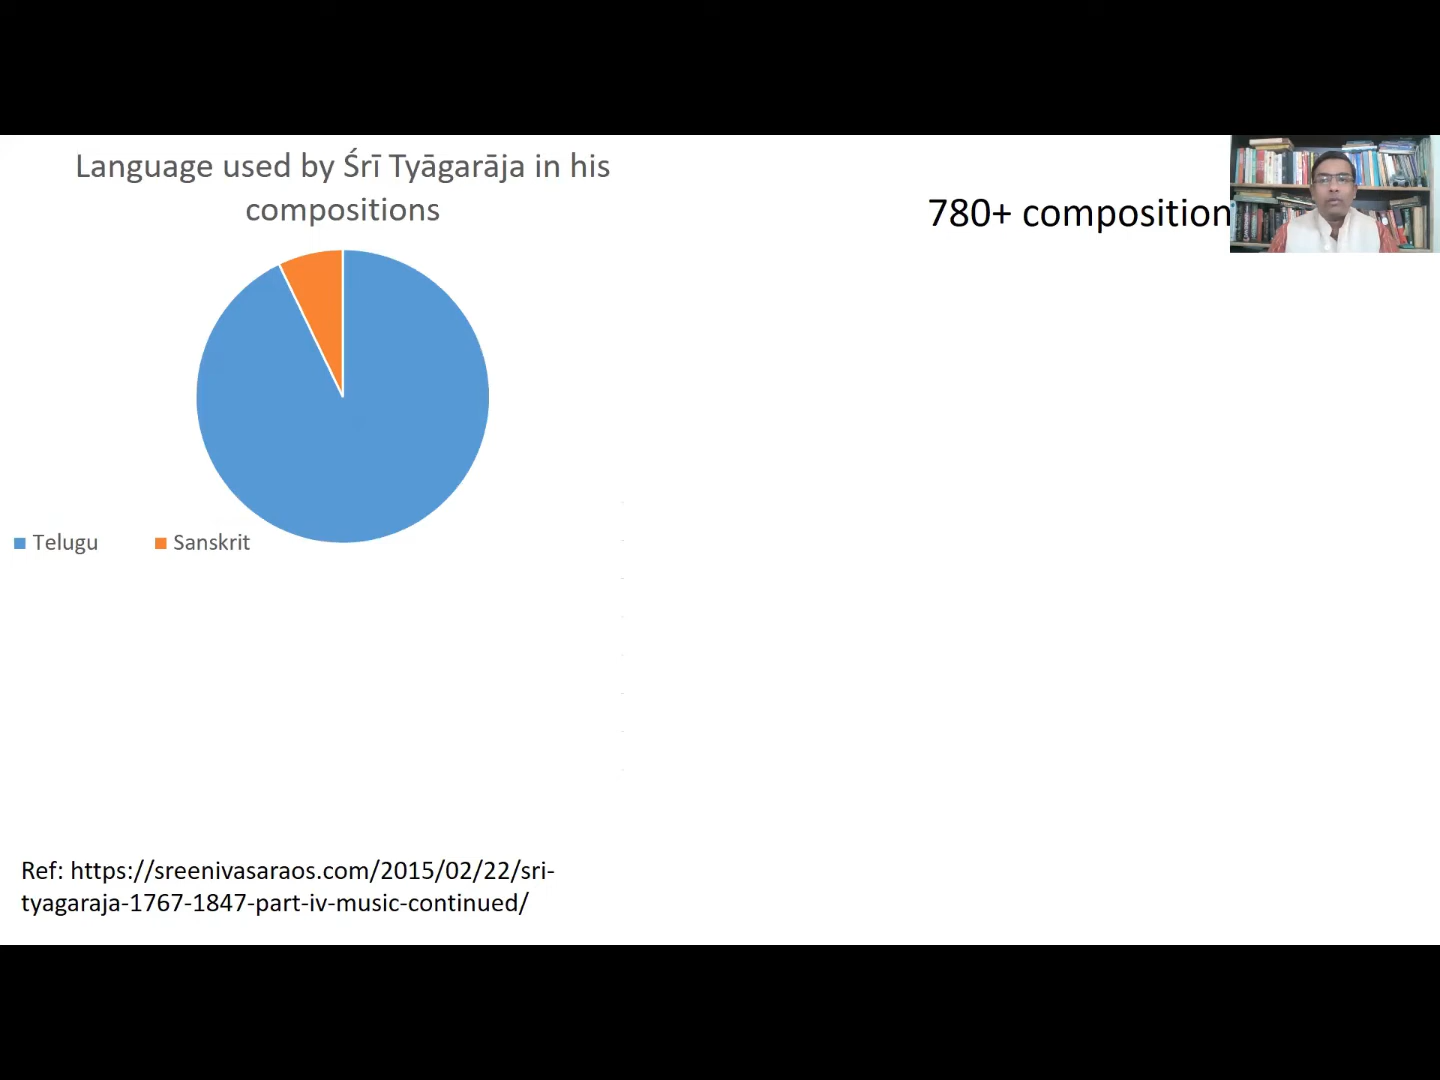 Language used by Śrī Tyāgarāja in his
compositions
780+ composition
Telugu
Sanskrit
Ref: https://sreenivasaraos.com/2015/02/22/sri-
tyagaraja-1767-1847-part-iv-music-continued/